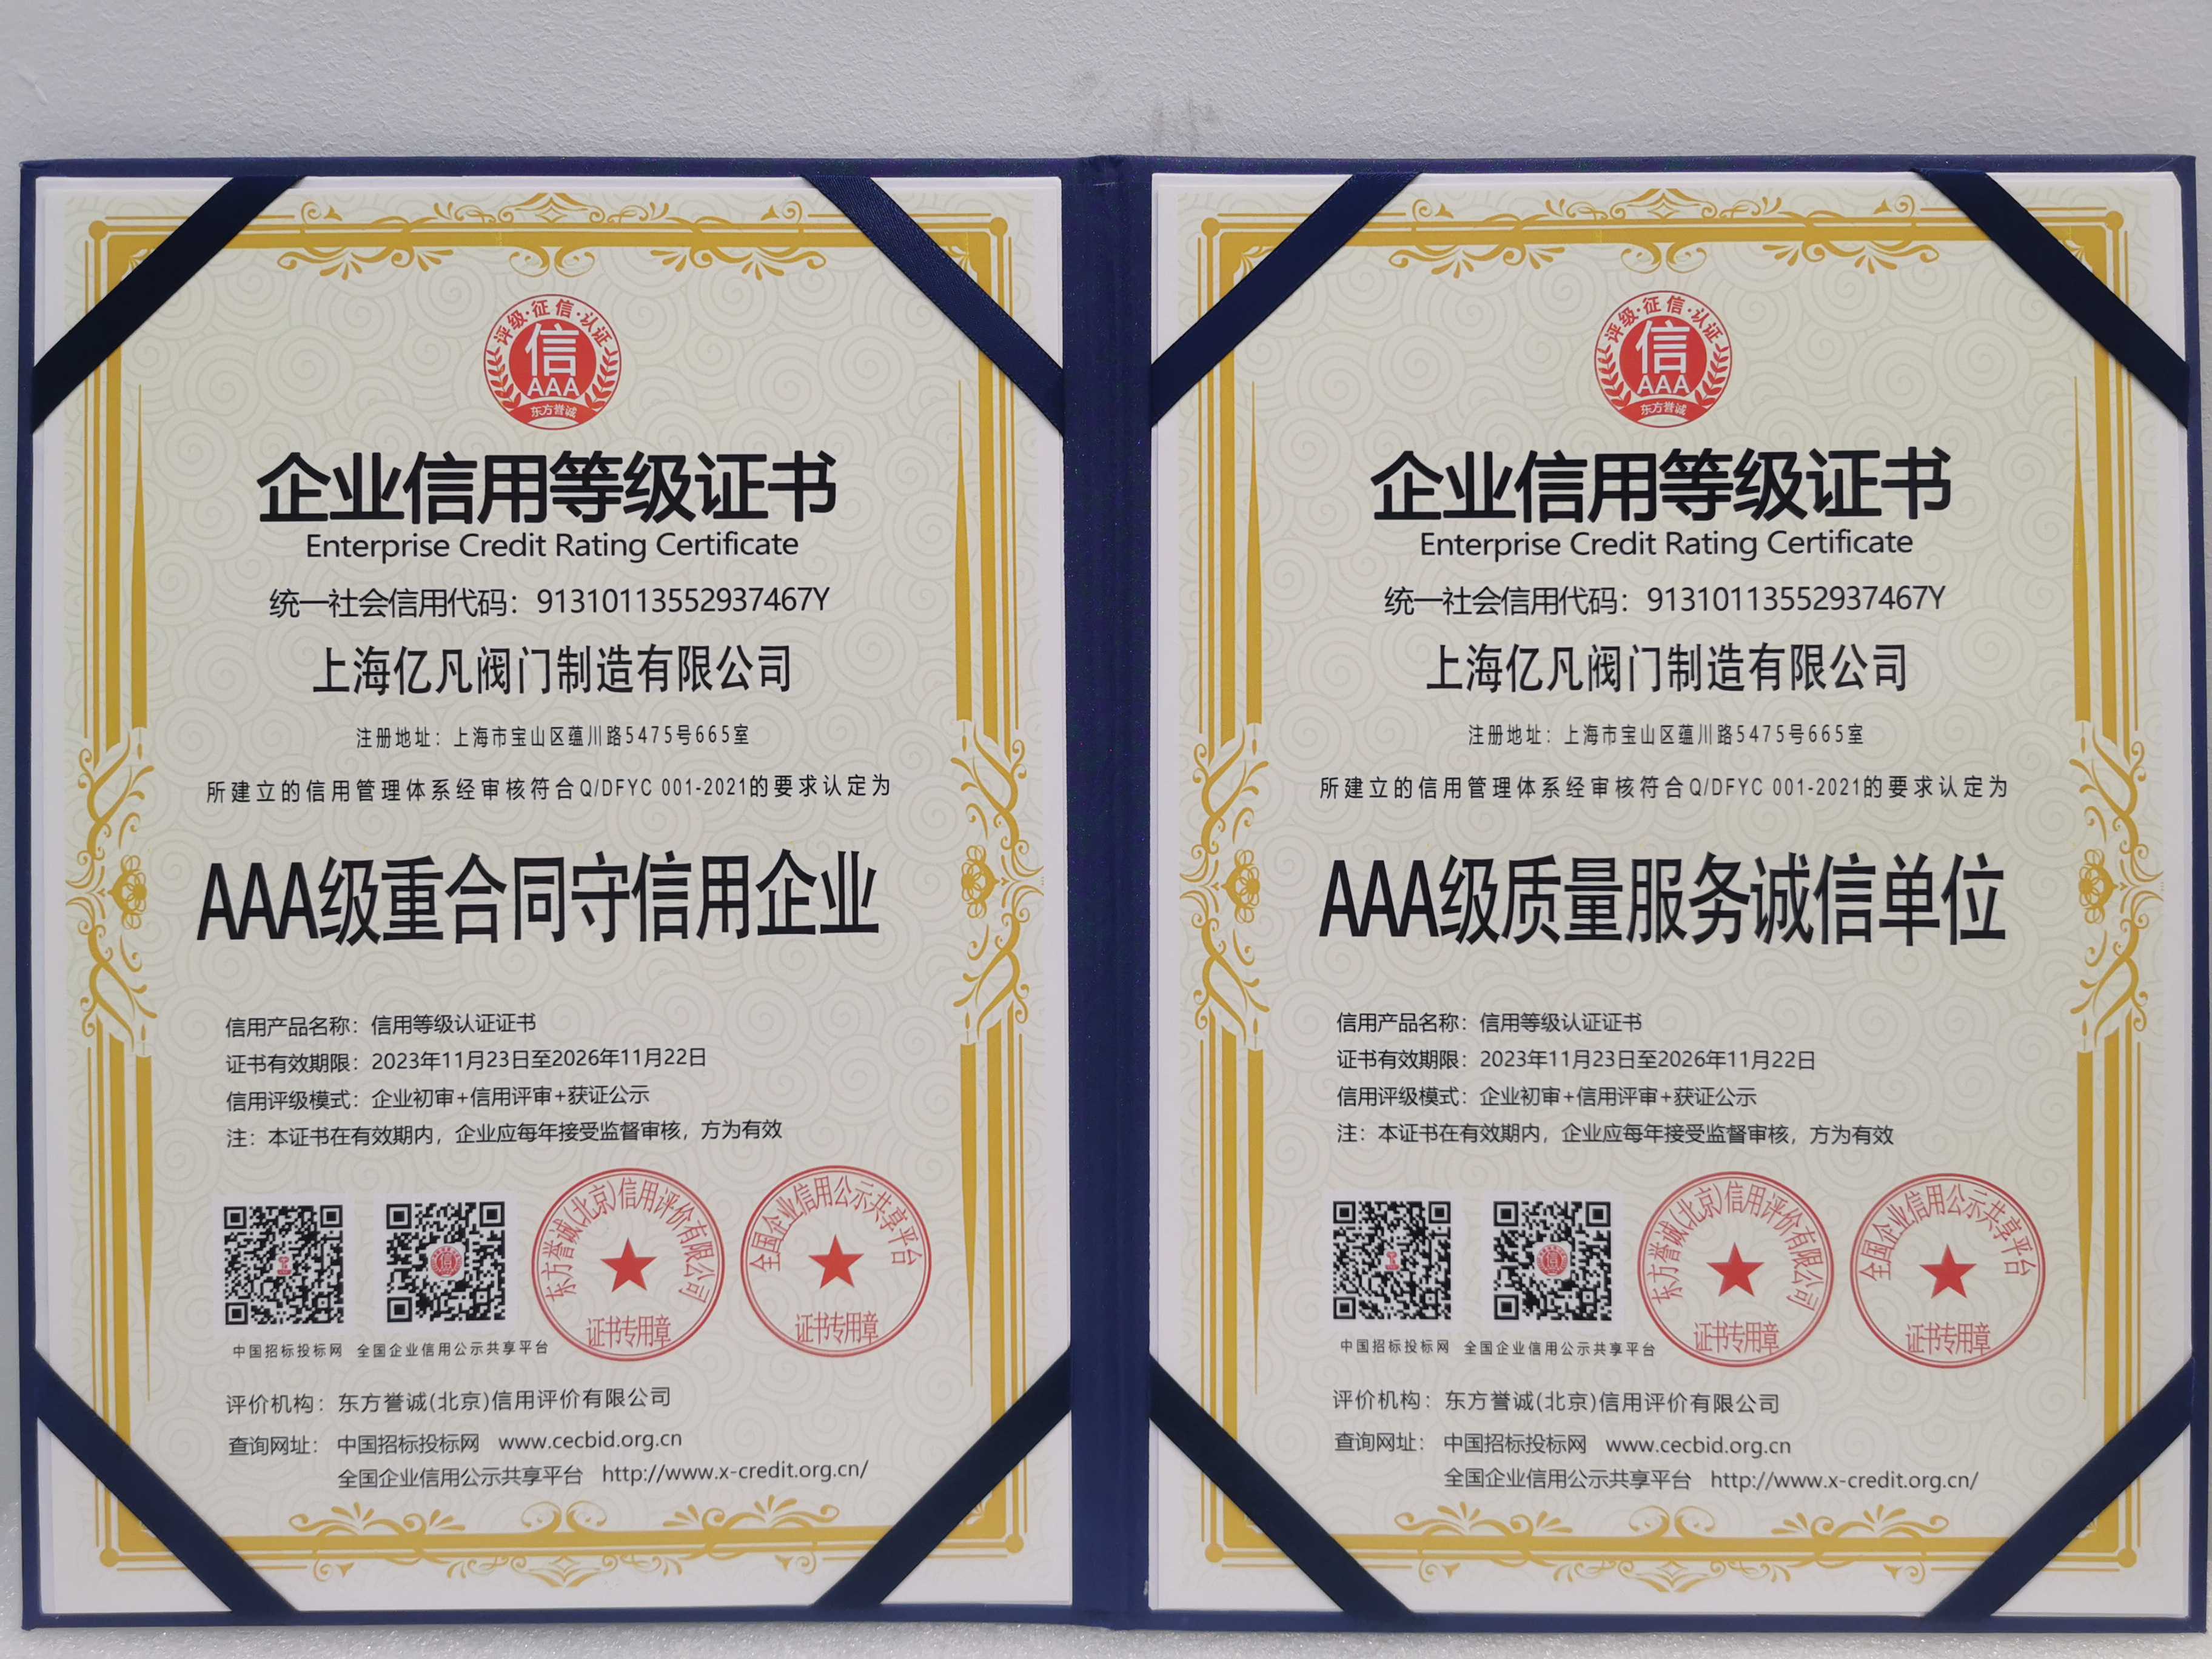 评级·征信·认证
信
AAA
东方誉诚
企业信用等级证书
Enterprise Credit Rating Certificate
统一社会信用代码：91310113552937467Y
上海亿凡阀门制造有限公司
注册地址：上海市宝山区蕴川路5475号665室
所建立的信用管理体系经审核符合Q/DFYC 001-2021的要求认定为
AAA级重合同守信用企业
信用产品名称：信用等级认证证书
证书有效期限：2023年11月23日至2026年11月22日
信用评级模式：企业初审+信用评审+获证公示
注：本证书在有效期内，企业应每年接受监督审核，方为有效
东方誉诚(北京)信用评价有限公司
证书专用章
全国企业信用公示共享平台
证书专用章
中国招标投标网 全国企业信用公示共享平台
评价机构：东方誉诚(北京)信用评价有限公司
查询网址：中国招标投标网 www.cecbid.org.cn
全国企业信用公示共享平台 http://www.x-credit.org.cn/
评级·征信·认证
信
AAA
东方誉诚
企业信用等级证书
Enterprise Credit Rating Certificate
统一社会信用代码：91310113552937467Y
上海亿凡阀门制造有限公司
注册地址：上海市宝山区蕴川路5475号665室
所建立的信用管理体系经审核符合Q/DFYC 001-2021的要求认定为
AAA级质量服务诚信单位
信用产品名称：信用等级认证证书
证书有效期限：2023年11月23日至2026年11月22日
信用评级模式：企业初审+信用评审+获证公示
注：本证书在有效期内，企业应每年接受监督审核，方为有效
东方誉诚(北京)信用评价有限公司
证书专用章
全国企业信用公示共享平台
证书专用章
中国招标投标网 全国企业信用公示共享平台
评价机构：东方誉诚(北京)信用评价有限公司
查询网址：中国招标投标网 www.cecbid.org.cn
全国企业信用公示共享平台 http://www.x-credit.org.cn/